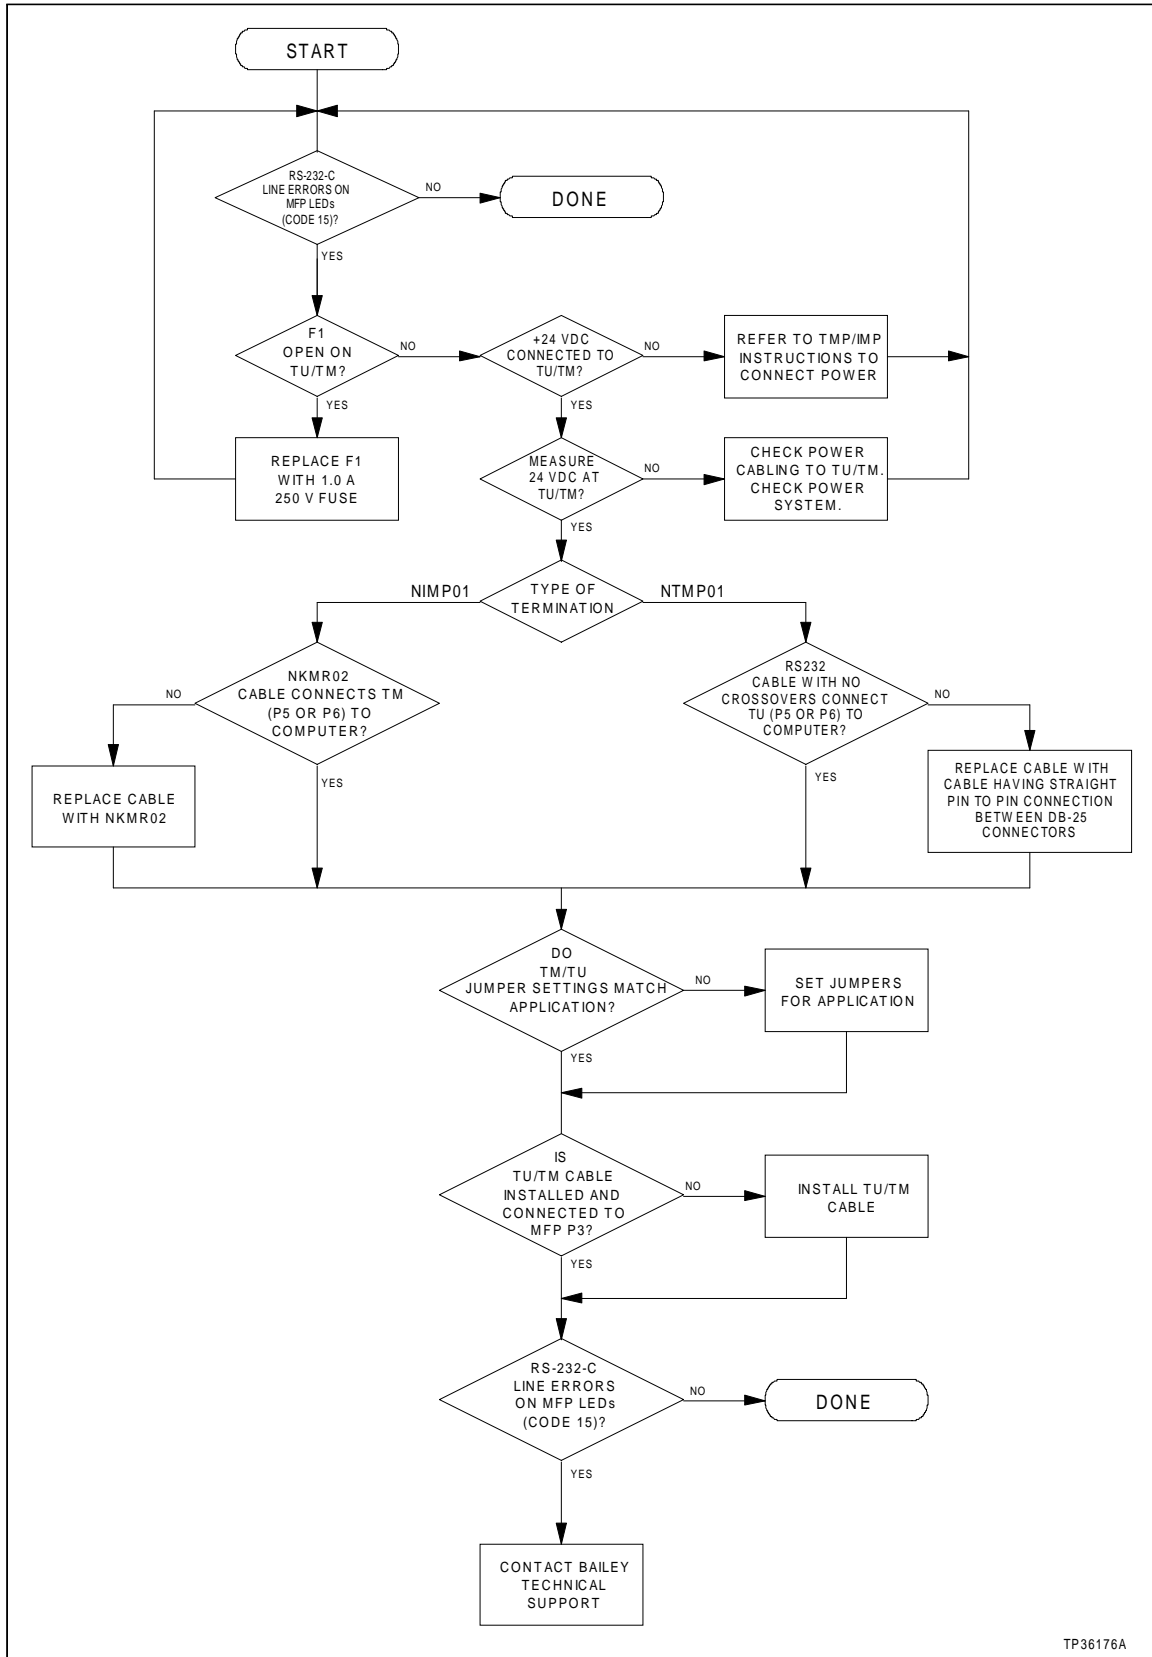 START
RS-232-C
LINE ERRORS ON
MFP LEDs
(CODE 15)?
NO
DONE
YES
F1
OPEN ON
TU/TM?
NO
+24 VDC
CONNECTED TO
TU/TM?
NO
REFER TO TMP/IMP
INSTRUCTIONS TO
CONNECT POWER
YES
YES
REPLACE F1
WITH 1.0 A
250 V FUSE
MEASURE
24 VDC AT
TU/TM?
NO
CHECK POWER
CABLING TO TU/TM.
CHECK POWER
SYSTEM.
YES
NIMP01
TYPE OF
TERMINATION
NTMP01
NKMR02
CABLE CONNECTS TM
(P5 OR P6) TO
COMPUTER?
NO
YES
REPLACE CABLE
WITH NKMR02
RS232
CABLE WITH NO
CROSSOVERS CONNECT
TU (P5 OR P6) TO
COMPUTER?
NO
YES
REPLACE CABLE WITH
CABLE HAVING STRAIGHT
PIN TO PIN CONNECTION
BETWEEN DB-25
CONNECTORS
DO
TM/TU
JUMPER SETTINGS MATCH
APPLICATION?
NO
SET JUMPERS
FOR APPLICATION
YES
IS
TU/TM CABLE
INSTALLED AND
CONNECTED TO
MFP P3?
NO
INSTALL TU/TM
CABLE
YES
RS-232-C
LINE ERRORS
ON MFP LEDs
(CODE 15)?
NO
DONE
YES
CONTACT BAILEY
TECHNICAL
SUPPORT
TP36176A